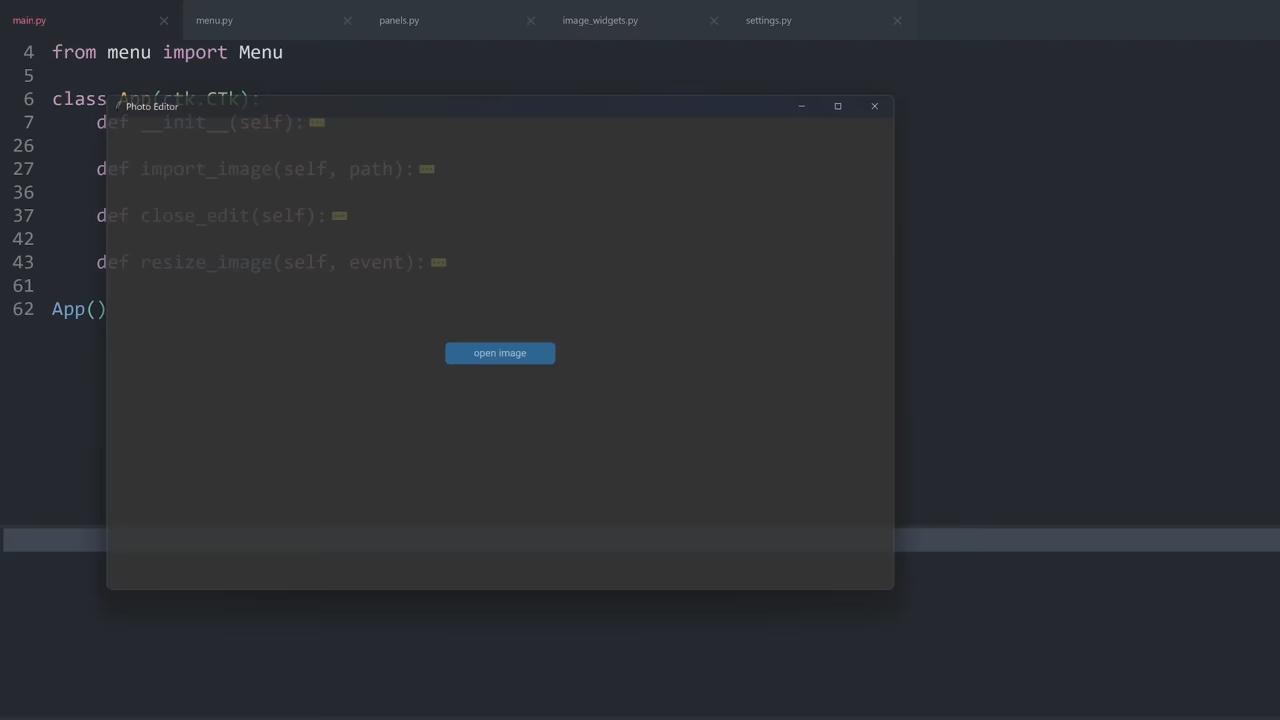 main.py
menu.py
panels.py
image_widgets.py
settings.py
4 from menu import Menu
5
6 class App(ctk.CTk):
Photo Editor
7 def __init__(self):
26
27 def import_image(self, path):
36
37 def close_edit(self):
42
43 def resize_image(self, event):
61
62 App()
open image